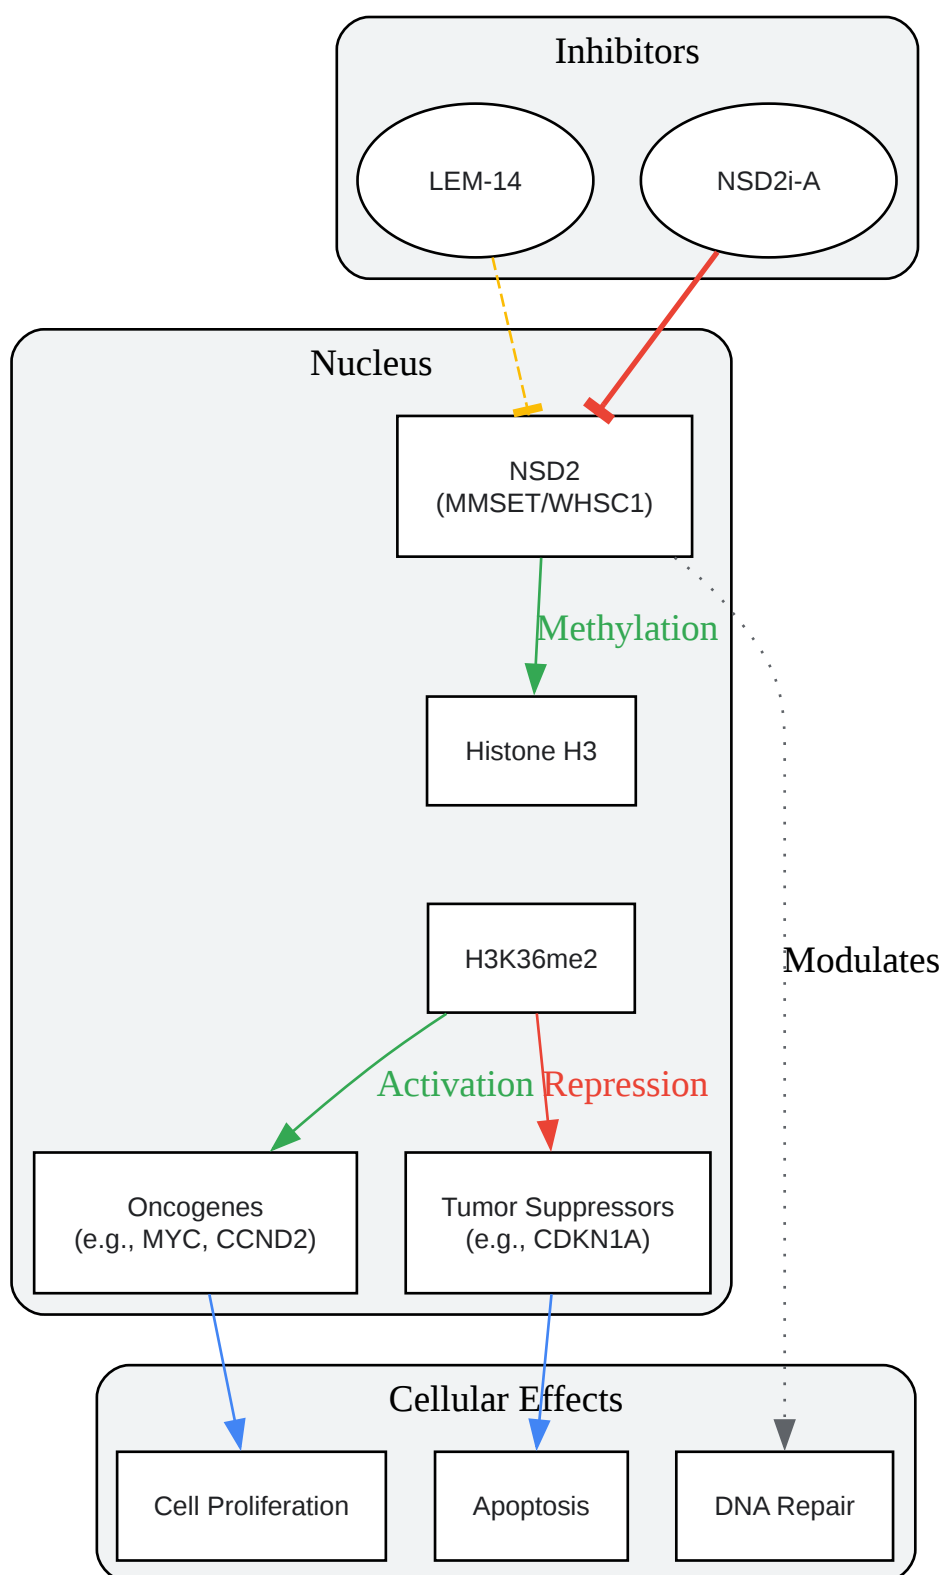 Inhibitors
LEM-14
NSD2i-A
Nucleus
NSD2
(MMSET/WHSC1)
Methylation
Histone H3
H3K36me2
Modulates
Activation
Repression
Oncogenes
(e.g., MYC, CCND2)
Tumor Suppressors
(e.g., CDKN1A)
Cellular Effects
Cell Proliferation
Apoptosis
DNA Repair